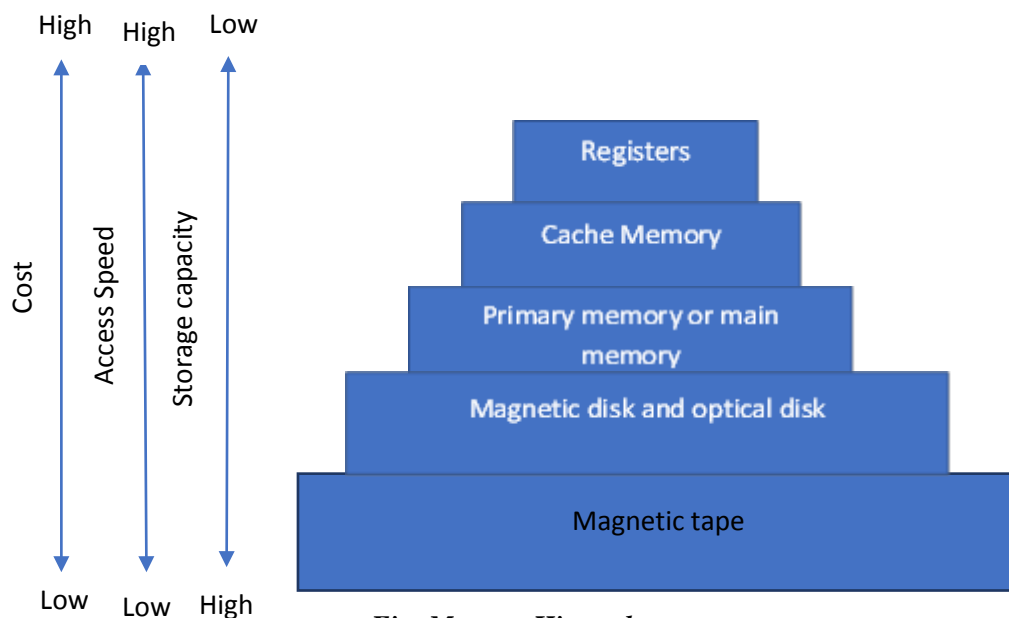 High High Low
Registers
Cache Memory
Primary memory or main
memory
Magnetic disk and optical disk
Magnetic tape
Cost
Access Speed
Storage capacity
Low Low High